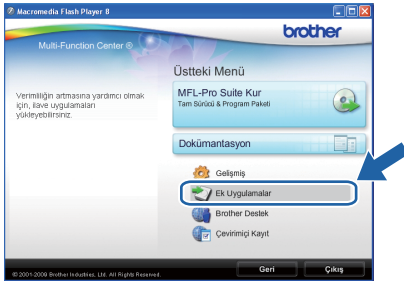 Macromedia Flash Player 8
brother
Multi-Function Center ®
Üstteki Menü
Verimliliğin artmasına yardımcı olmak
için, ilave uygulamaları
yükleyebilirsiniz.
MFL-Pro Suite Kur
Tam Sürücü & Program Paketi
Dokümantasyon
Gelişmiş
Ek Uygulamalar
Brother Destek
Çevirimiçi Kayıt
© 2001-2008 Brother Industries, Ltd. All Rights Reserved.
Geri
Çıkış